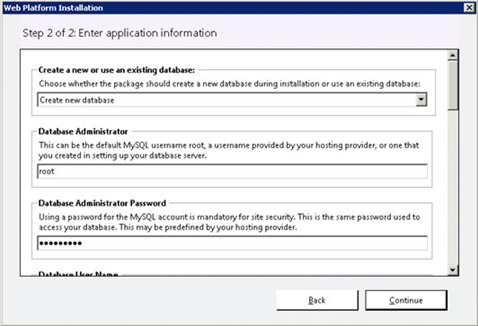 Web Platform Installation
Step 2 of 2: Enter application information
Create a new or use an existing database:
Choose whether the package should create a new database during installation or use an existing database:
Create new database
Database Administrator
This can be the default MySQL username root, a username provided by your hosting provider, or one that
you created in setting up your database server.
root
Database Administrator Password
Using a password for the MySQL account is mandatory for site security. This is the same password used to
access your database. This may be predefined by your hosting provider.
•••••••••
Database User Name
Back
Continue